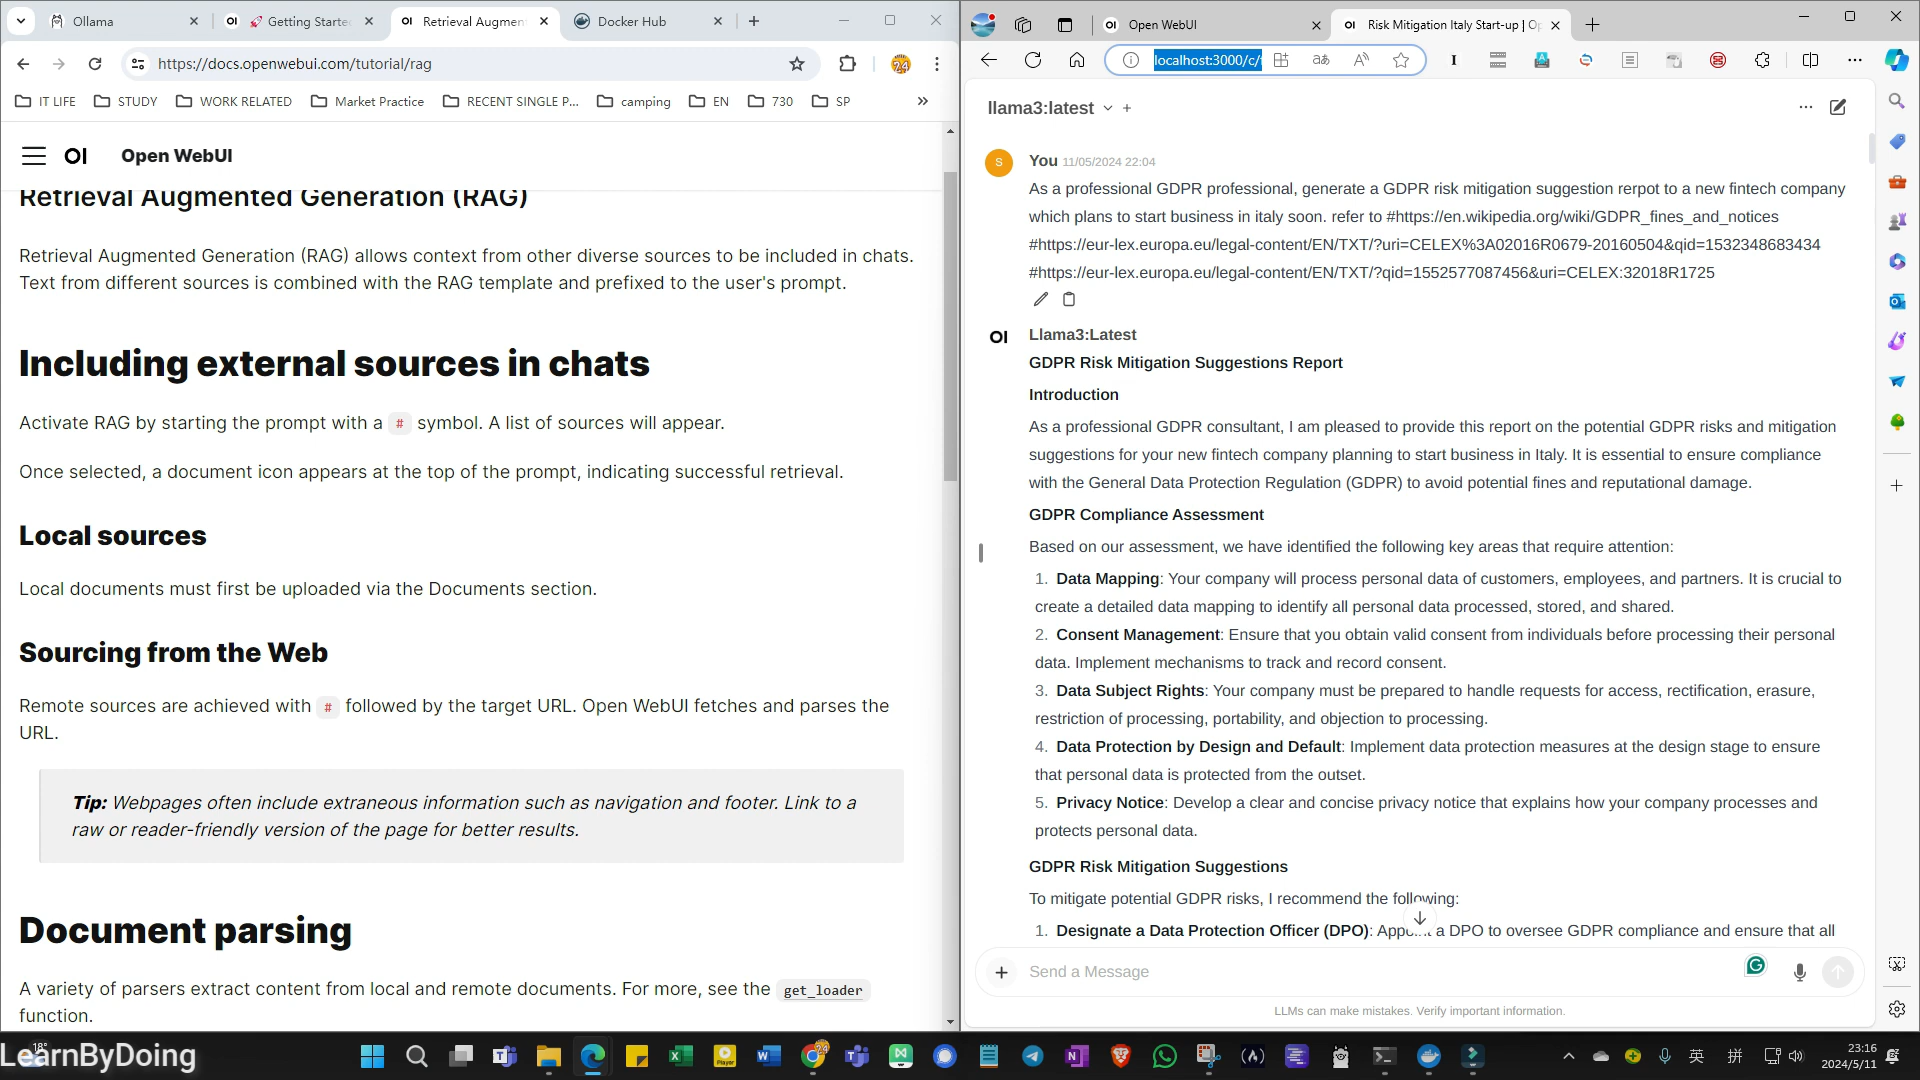 Ollama
Getting Starte
Retrieval Augmen
Docker Hub
https://docs.openwebui.com/tutorial/rag
IT LIFE
STUDY
WORK RELATED
Market Practice
RECENT SINGLE P...
camping
EN
730
SP
Open WebUI
Retrieval Augmented Generation (RAG)
Retrieval Augmented Generation (RAG) allows context from other diverse sources to be included in chats.
Text from different sources is combined with the RAG template and prefixed to the user's prompt.
Including external sources in chats
Activate RAG by starting the prompt with a # symbol. A list of sources will appear.
Once selected, a document icon appears at the top of the prompt, indicating successful retrieval.
Local sources
Local documents must first be uploaded via the Documents section.
Sourcing from the Web
Remote sources are achieved with # followed by the target URL. Open WebUI fetches and parses the
URL.
Tip: Webpages often include extraneous information such as navigation and footer. Link to a
raw or reader-friendly version of the page for better results.
Document parsing
A variety of parsers extract content from local and remote documents. For more, see the get_loader
function.
Open WebUI
Risk Mitigation Italy Start-up | Op
localhost:3000/c/
llama3:latest
S
You 11/05/2024 22:04
As a professional GDPR professional, generate a GDPR risk mitigation suggestion rerpot to a new fintech company
which plans to start business in italy soon. refer to #https://en.wikipedia.org/wiki/GDPR_fines_and_notices
#https://eur-lex.europa.eu/legal-content/EN/TXT/?uri=CELEX%3A02016R0679-20160504&qid=1532348683434
#https://eur-lex.europa.eu/legal-content/EN/TXT/?qid=1552577087456&uri=CELEX:32018R1725
OI
Llama3:Latest
GDPR Risk Mitigation Suggestions Report
Introduction
As a professional GDPR consultant, I am pleased to provide this report on the potential GDPR risks and mitigation
suggestions for your new fintech company planning to start business in Italy. It is essential to ensure compliance
with the General Data Protection Regulation (GDPR) to avoid potential fines and reputational damage.
GDPR Compliance Assessment
Based on our assessment, we have identified the following key areas that require attention:
1. Data Mapping: Your company will process personal data of customers, employees, and partners. It is crucial to
create a detailed data mapping to identify all personal data processed, stored, and shared.
2. Consent Management: Ensure that you obtain valid consent from individuals before processing their personal
data. Implement mechanisms to track and record consent.
3. Data Subject Rights: Your company must be prepared to handle requests for access, rectification, erasure,
restriction of processing, portability, and objection to processing.
4. Data Protection by Design and Default: Implement data protection measures at the design stage to ensure
that personal data is protected from the outset.
5. Privacy Notice: Develop a clear and concise privacy notice that explains how your company processes and
protects personal data.
GDPR Risk Mitigation Suggestions
To mitigate potential GDPR risks, I recommend the following:
1. Designate a Data Protection Officer (DPO): Appoint a DPO to oversee GDPR compliance and ensure that all
Send a Message
LLMs can make mistakes. Verify important information.
18°
LearnByDoing
英
拼
23:16
2024/5/11